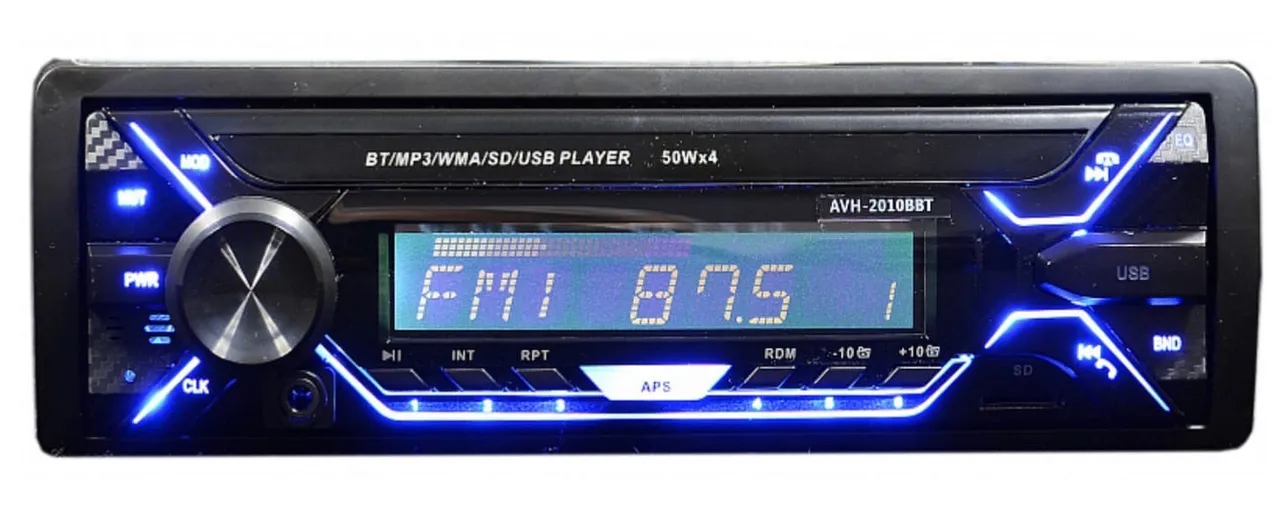 BT/MP3/WMA/SD/USB PLAYER 50Wx4
MOD
EQ
MUT
AVH-2010BBT
FM1 87.5 1
USB
PWR
BND
INT RPT RDM -10 +10
SD
CLK
APS
1 2 3 4 5 6